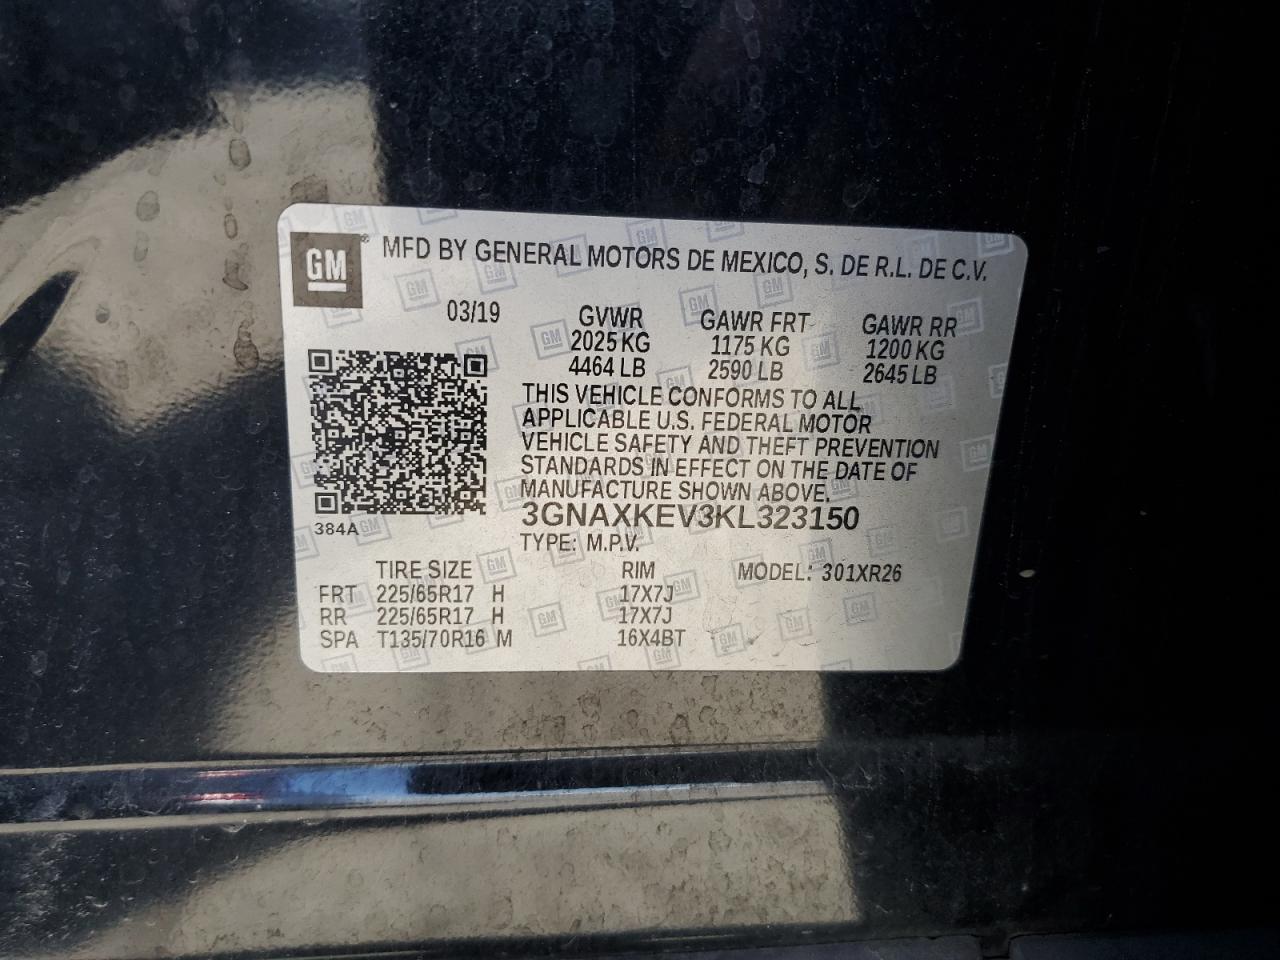 GM® MFD BY GENERAL MOTORS DE MEXICO, S. DE R.L. DE C.V.
03/19 GVWR GAWR FRT GAWR RR
2025 KG 1175 KG 1200 KG
4464 LB 2590 LB 2645 LB
THIS VEHICLE CONFORMS TO ALL
APPLICABLE U.S. FEDERAL MOTOR
VEHICLE SAFETY AND THEFT PREVENTION
STANDARDS IN EFFECT ON THE DATE OF
MANUFACTURE SHOWN ABOVE.
3GNAXKEV3KL323150
384A
TYPE: M.P.V.
TIRE SIZE RIM MODEL: 301XR26
FRT 225/65R17 H 17X7J
RR 225/65R17 H 17X7J
SPA T135/70R16 M 16X4BT